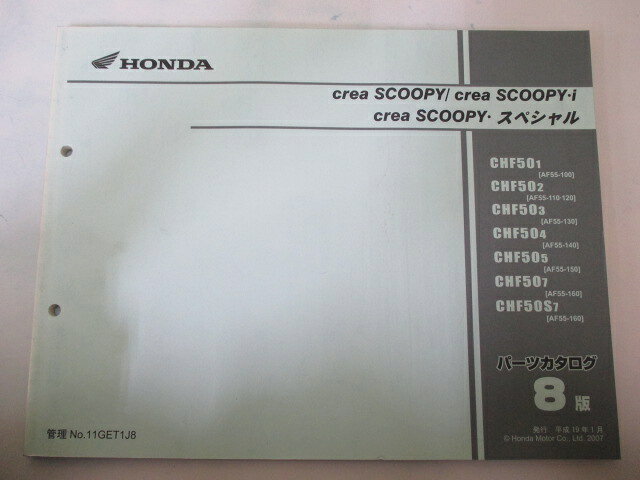 HONDA
crea SCOOPY/ crea SCOOPY·i
crea SCOOPY· スペシャル
CHF501
[AF55-100]
CHF502
[AF55-110·120]
CHF503
[AF55-130]
CHF504
[AF55-140]
CHF505
[AF55-150]
CHF507
[AF55-160]
CHF50S7
[AF55-160]
パーツカタログ
8版
発行 平成19年1月
© Honda Motor Co., Ltd. 2007
管理 No.11GET1J8